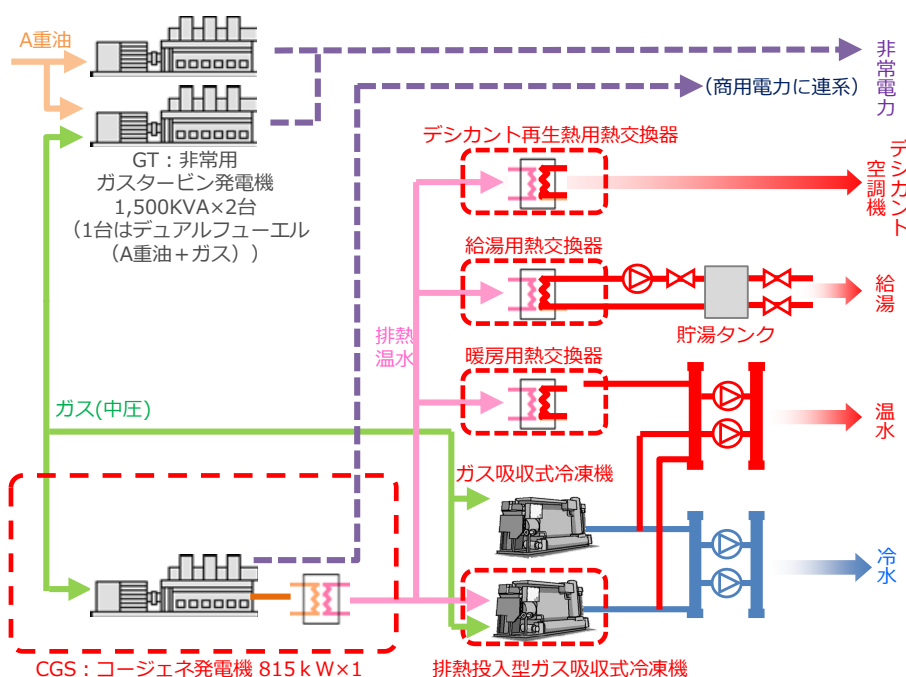 A重油
非常電力
(商用電力に連系)
GT：非常用
ガスタービン発電機
1,500KVA×2台
（1台はデュアルフューエル
（A重油＋ガス））
デシカント再生熱用熱交換器
デシカント
空調機
給湯用熱交換器
給湯
貯湯タンク
排熱
温水
暖房用熱交換器
温水
ガス(中圧)
ガス吸収式冷凍機
冷水
CGS：コージェネ発電機 815ｋW×1
排熱投入型ガス吸収式冷凍機